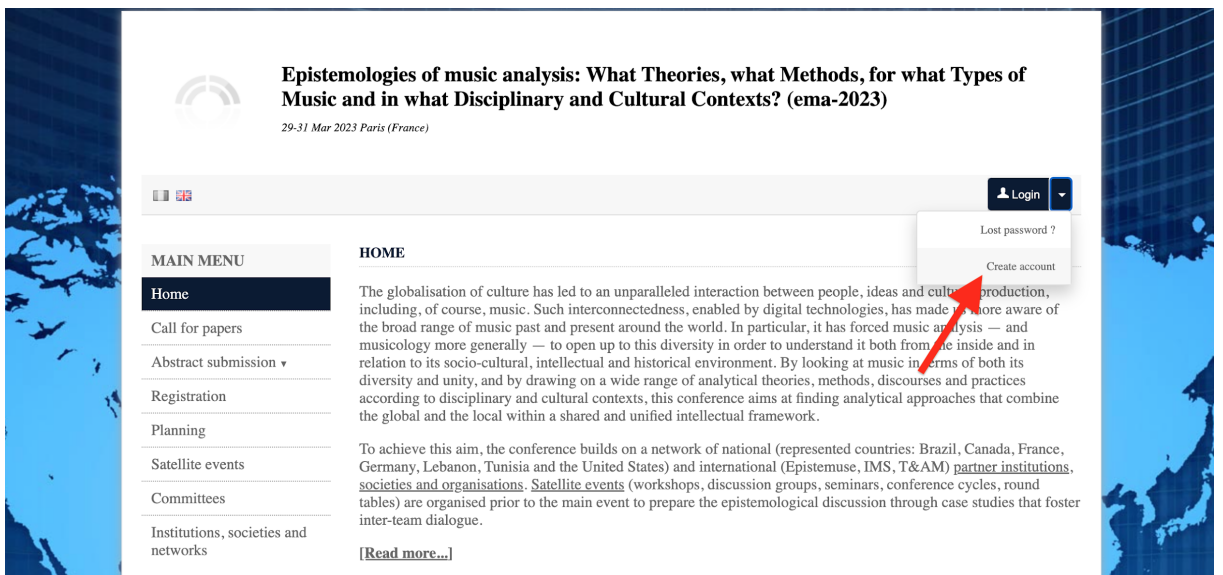 Epistemologies of music analysis: What Theories, what Methods, for what Types of
Music and in what Disciplinary and Cultural Contexts? (ema-2023)
29-31 Mar 2023 Paris (France)
Login
Lost password ?
Create account
MAIN MENU
Home
Call for papers
Abstract submission ▾
Registration
Planning
Satellite events
Committees
Institutions, societies and
networks
HOME
The globalisation of culture has led to an unparalleled interaction between people, ideas and cultural production,
including, of course, music. Such interconnectedness, enabled by digital technologies, has made us more aware of
the broad range of music past and present around the world. In particular, it has forced music analysis — and
musicology more generally — to open up to this diversity in order to understand it both from the inside and in
relation to its socio-cultural, intellectual and historical environment. By looking at music in terms of both its
diversity and unity, and by drawing on a wide range of analytical theories, methods, discourses and practices
according to disciplinary and cultural contexts, this conference aims at finding analytical approaches that combine
the global and the local within a shared and unified intellectual framework.
To achieve this aim, the conference builds on a network of national (represented countries: Brazil, Canada, France,
Germany, Lebanon, Tunisia and the United States) and international (Epistemuse, IMS, T&AM) partner institutions,
societies and organisations. Satellite events (workshops, discussion groups, seminars, conference cycles, round
tables) are organised prior to the main event to prepare the epistemological discussion through case studies that foster
inter-team dialogue.
[Read more...]